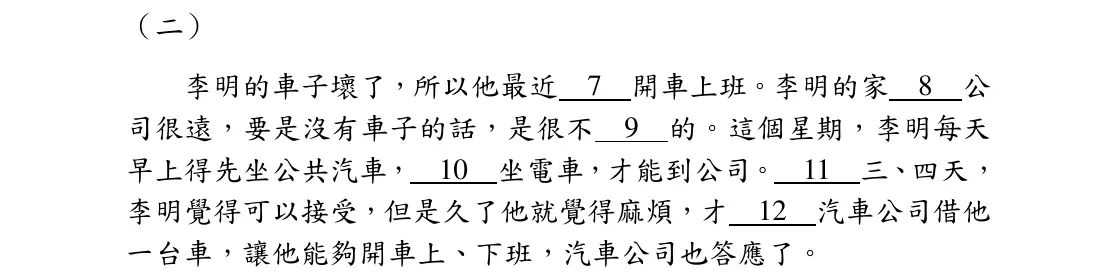 （二）
李明的車子壞了，所以他最近 7 開車上班。李明的家 8 公
司很遠，要是沒有車子的話，是很不 9 的。這個星期，李明每天
早上得先坐公共汽車， 10 坐電車，才能到公司。 11 三、四天，
李明覺得可以接受，但是久了他就覺得麻煩，才 12 汽車公司借他
一台車，讓他能夠開車上、下班，汽車公司也答應了。